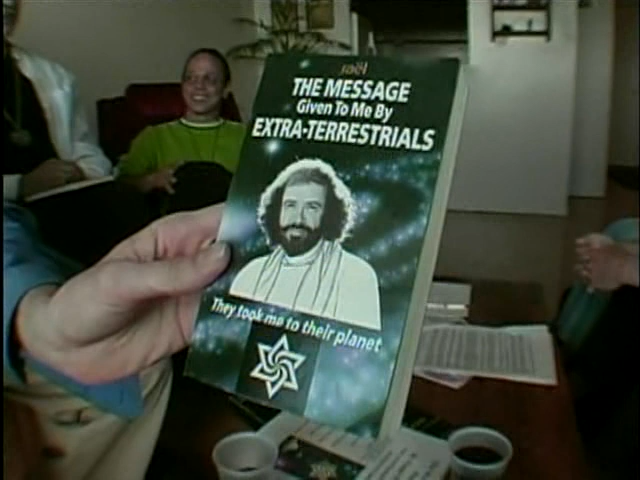 raël
THE MESSAGE
Given To Me By
EXTRA-TERRESTRIALS
They took me to their planet